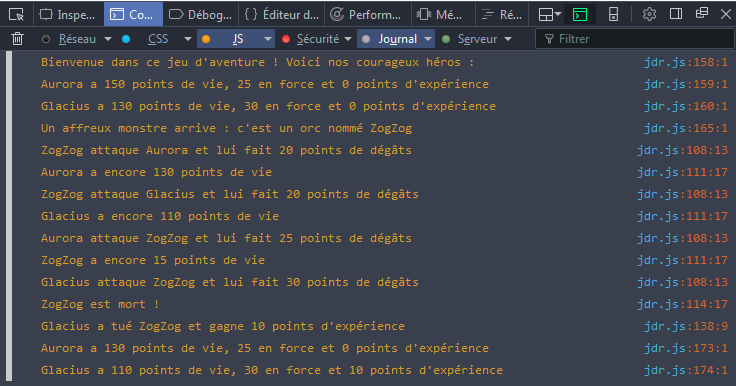 Inspe... Co... Débog... Éditeur d... Perform... Mé... Ré...
Réseau CSS JS Sécurité Journal Serveur Filtrer
Bienvenue dans ce jeu d'aventure ! Voici nos courageux héros : jdr.js:158:1
Aurora a 150 points de vie, 25 en force et 0 points d'expérience jdr.js:159:1
Glacius a 130 points de vie, 30 en force et 0 points d'expérience jdr.js:160:1
Un affreux monstre arrive : c'est un orc nommé ZogZog jdr.js:165:1
ZogZog attaque Aurora et lui fait 20 points de dégâts jdr.js:108:13
Aurora a encore 130 points de vie jdr.js:111:17
ZogZog attaque Glacius et lui fait 20 points de dégâts jdr.js:108:13
Glacius a encore 110 points de vie jdr.js:111:17
Aurora attaque ZogZog et lui fait 25 points de dégâts jdr.js:108:13
ZogZog a encore 15 points de vie jdr.js:111:17
Glacius attaque ZogZog et lui fait 30 points de dégâts jdr.js:108:13
ZogZog est mort ! jdr.js:114:17
Glacius a tué ZogZog et gagne 10 points d'expérience jdr.js:138:9
Aurora a 130 points de vie, 25 en force et 0 points d'expérience jdr.js:173:1
Glacius a 110 points de vie, 30 en force et 10 points d'expérience jdr.js:174:1